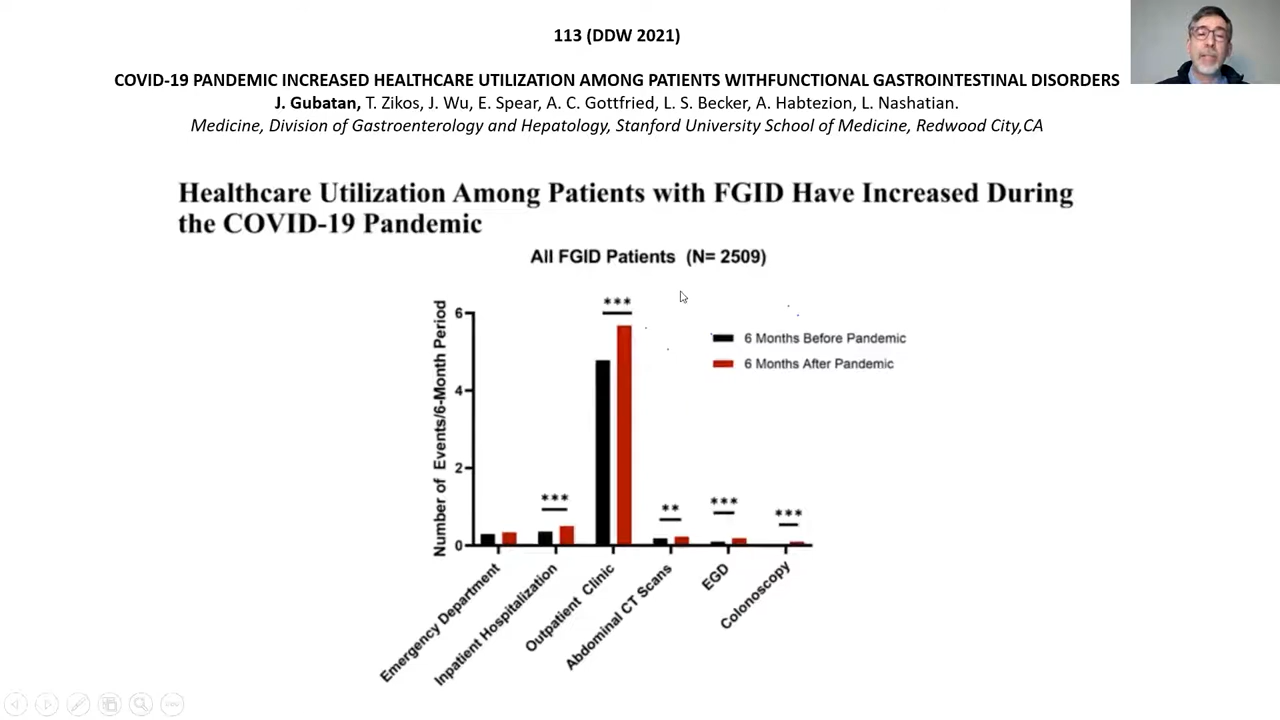 113 (DDW 2021)
COVID-19 PANDEMIC INCREASED HEALTHCARE UTILIZATION AMONG PATIENTS WITHFUNCTIONAL GASTROINTESTINAL DISORDERS
J. Gubatan, T. Zikos, J. Wu, E. Spear, A. C. Gottfried, L. S. Becker, A. Habtezion, L. Nashatian.
Medicine, Division of Gastroenterology and Hepatology, Stanford University School of Medicine, Redwood City,CA
Healthcare Utilization Among Patients with FGID Have Increased During
the COVID-19 Pandemic
All FGID Patients (N= 2509)
Number of Events/6-Month Period
6
4
2
0
***
***
**
***
***
6 Months Before Pandemic
6 Months After Pandemic
Emergency Department
Inpatient Hospitalization
Outpatient Clinic
Abdominal CT Scans
EGD
Colonoscopy